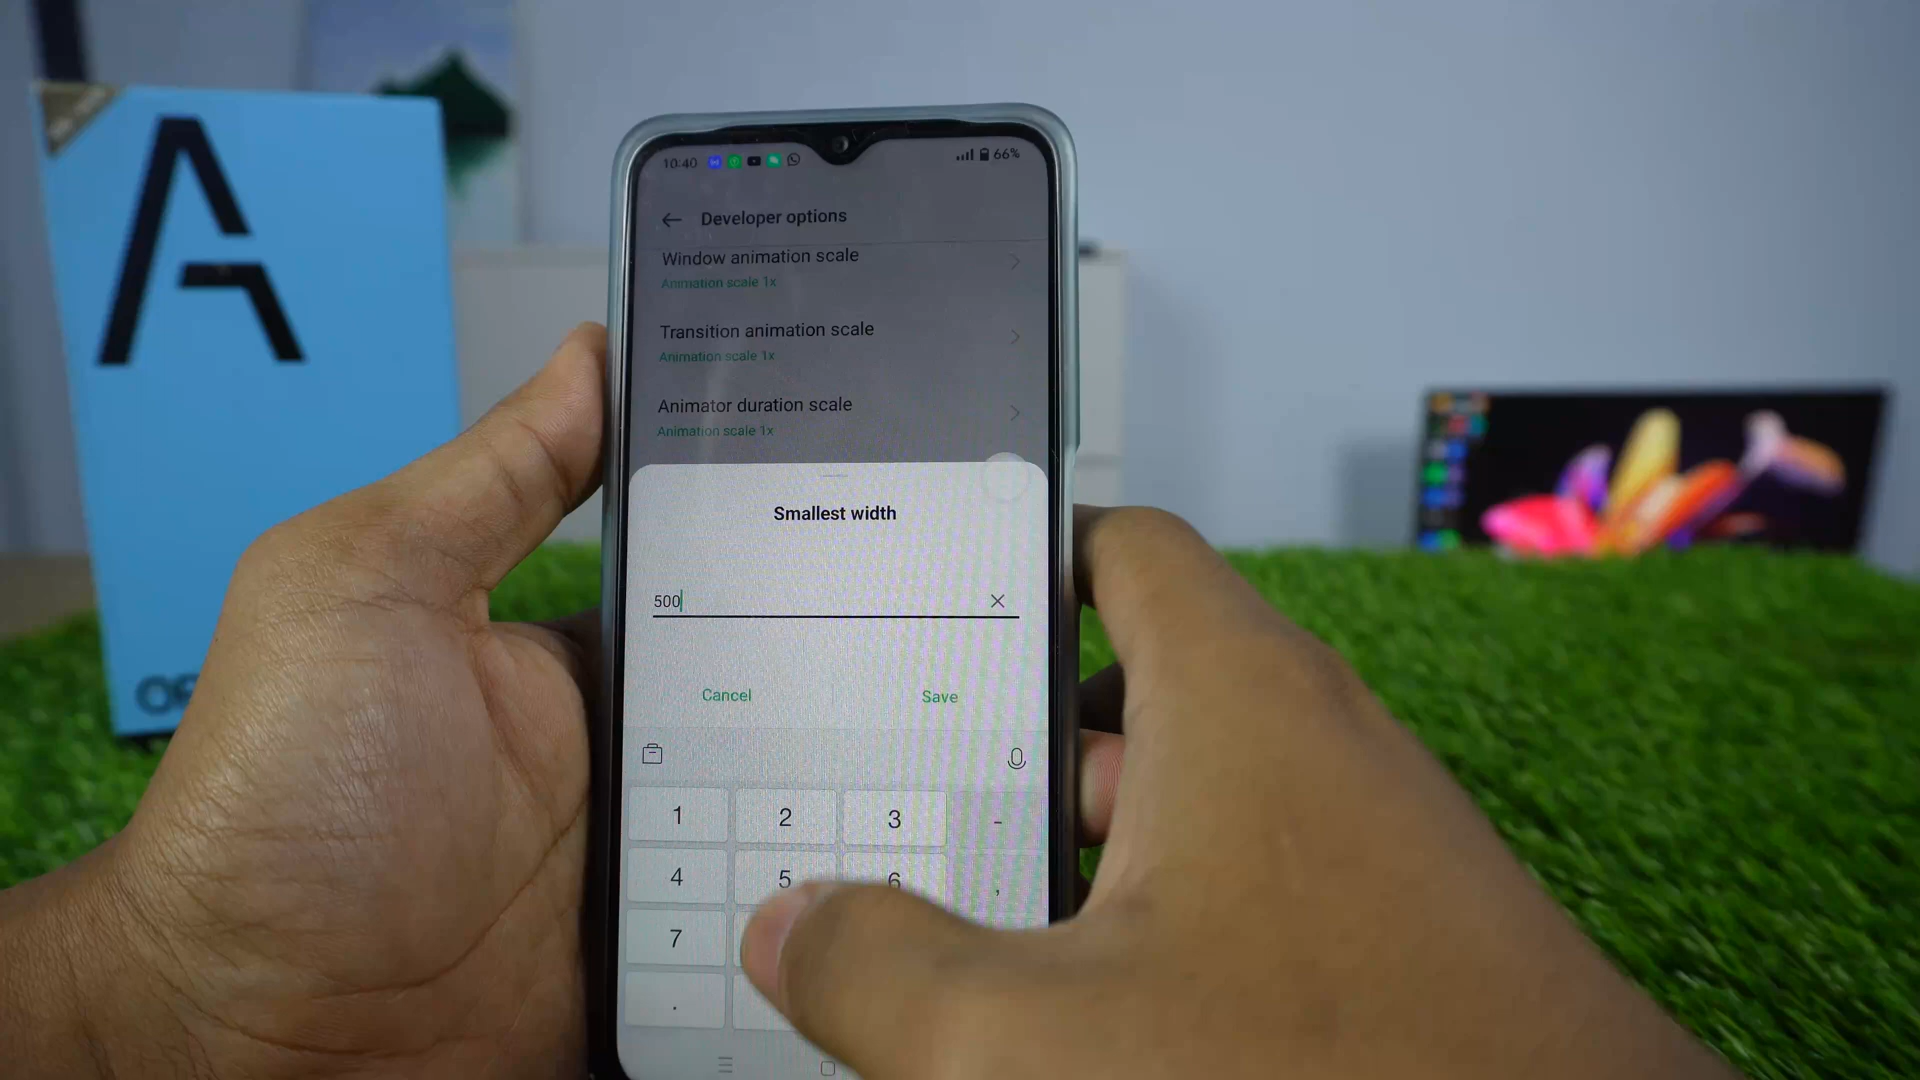 A
10:40
66%
Developer options
Window animation scale
Animation scale 1x
Transition animation scale
Animation scale 1x
Animator duration scale
Animation scale 1x
Smallest width
500
Cancel
Save
1 2 3 -
4 5 6 ,
7
.